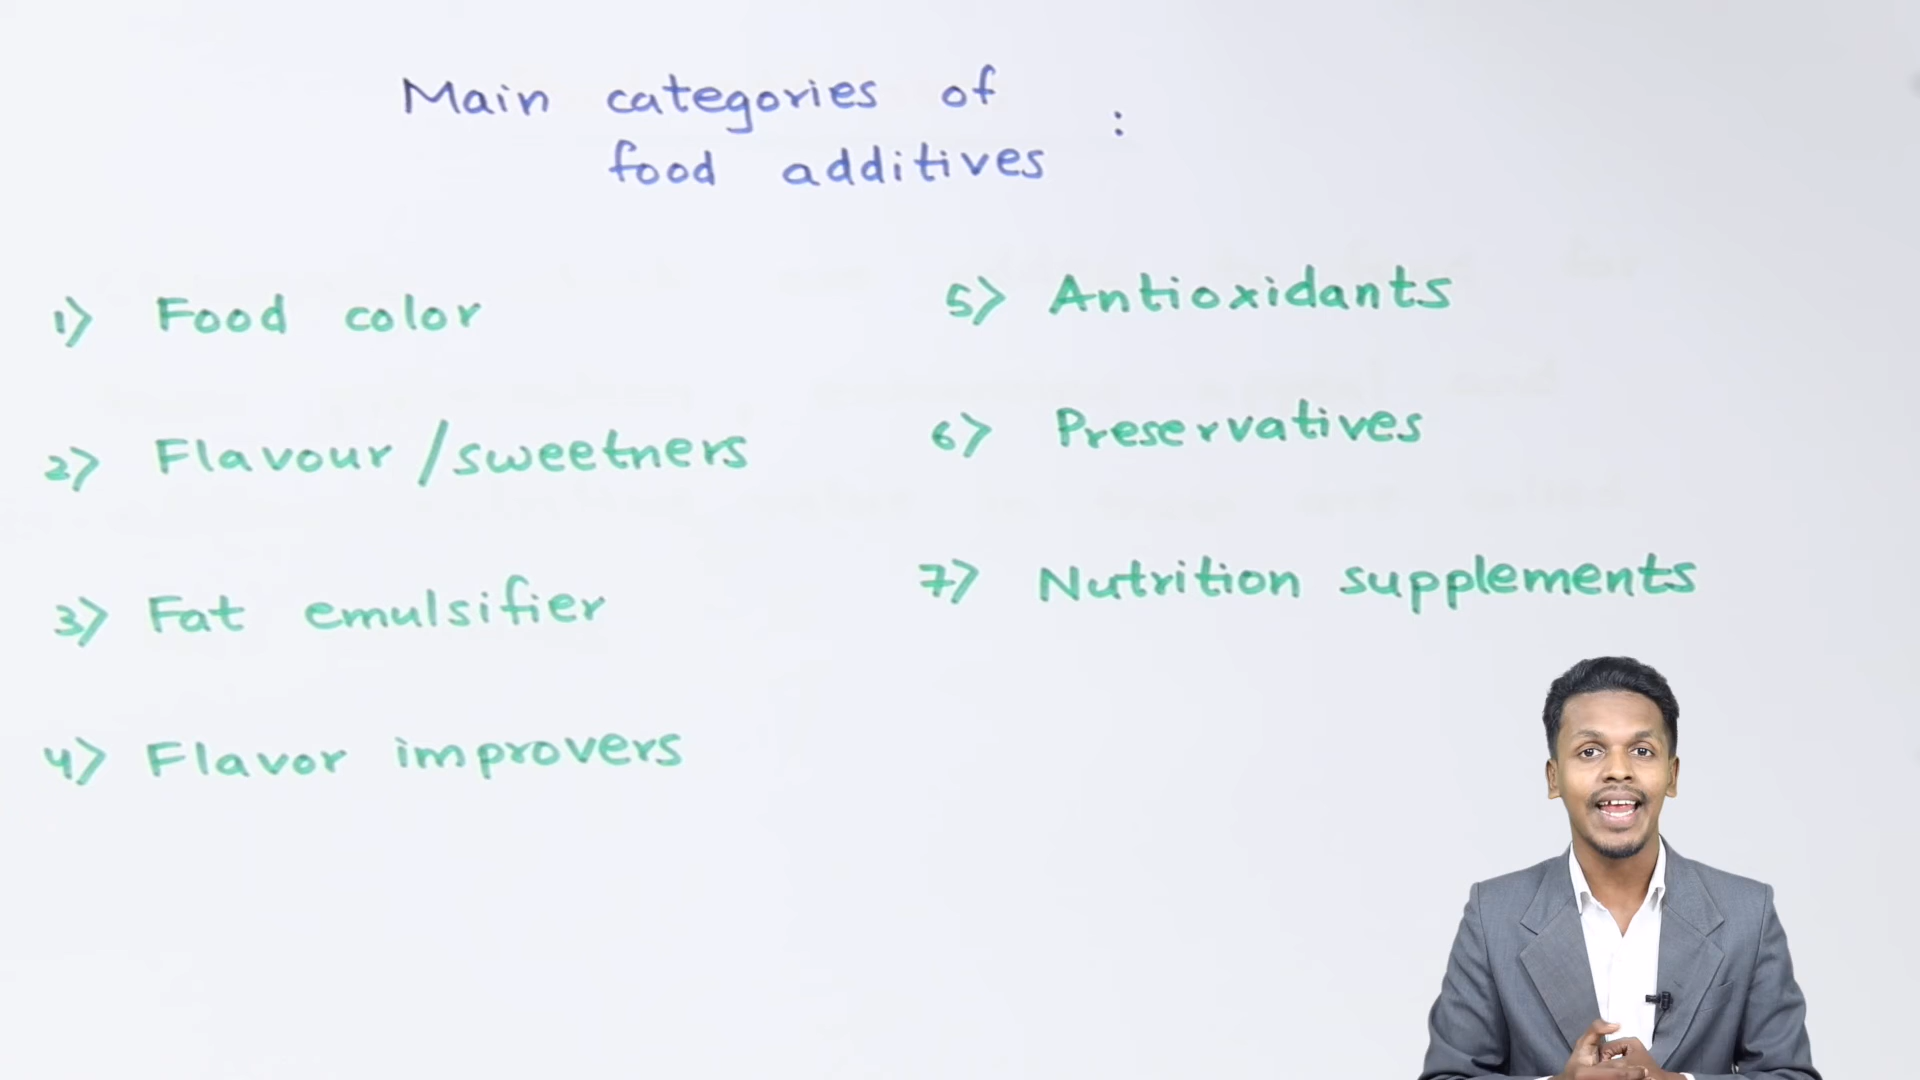 Main categories of
food additives :
1) Food color
2) Flavour/sweetners
3) Fat emulsifier
4) Flavor improvers
5) Antioxidants
6) Preservatives
7) Nutrition supplements